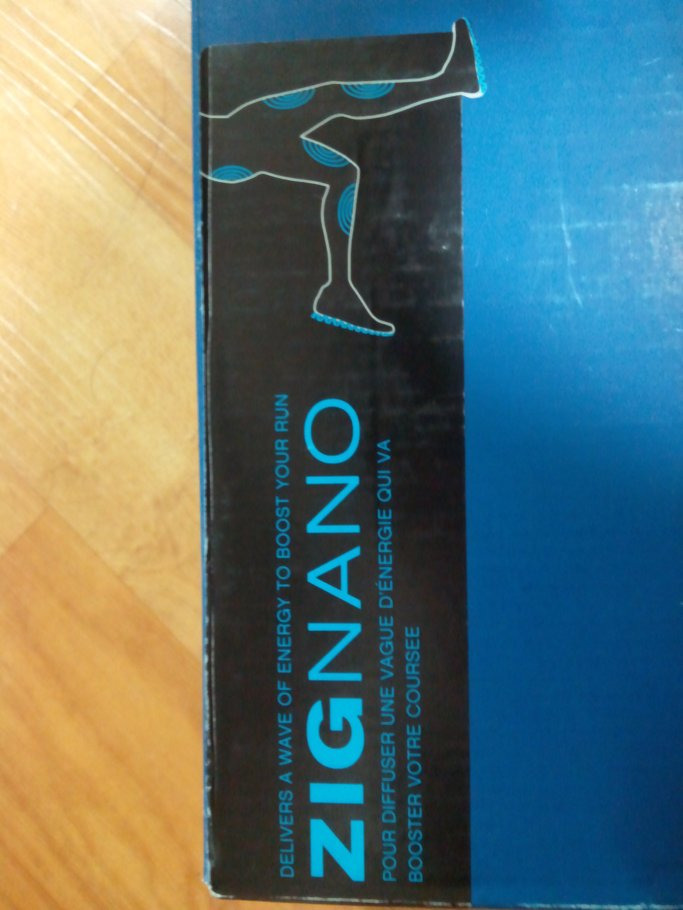 DELIVERS A WAVE OF ENERGY TO BOOST YOUR RUN
ZIGNANO
POUR DIFFUSER UNE VAGUE D'ÉNERGIE QUI VA
BOOSTER VOTRE COURSEE